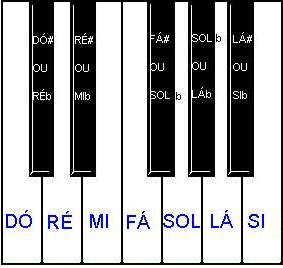 DÓ# RÉ# FÁ# SOL b LÁ#
OU OU OU OU OU
RÉb MIb SOL b LÁb SIb
DÓ RÉ MI FÁ SOL LÁ SI